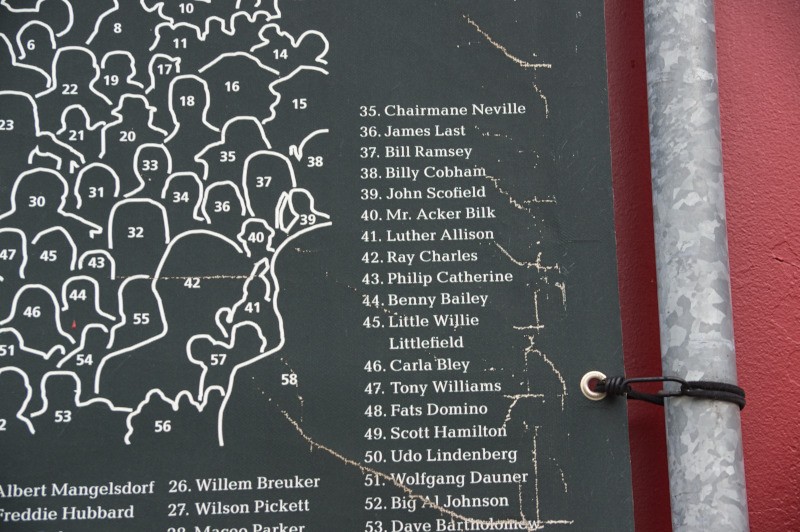 10
8
6
11
14
17
19
22
16
18
15
23
21
20
35
38
33
37
31
34
36
30
39
32
40
47
45
43
42
44
41
46
55
51
54
57
58
53
56
35. Chairmane Neville
36. James Last
37. Bill Ramsey
38. Billy Cobham
39. John Scofield
40. Mr. Acker Bilk
41. Luther Allison
42. Ray Charles
43. Philip Catherine
44. Benny Bailey
45. Little Willie
Littlefield
46. Carla Bley
47. Tony Williams
48. Fats Domino
49. Scott Hamilton
50. Udo Lindenberg
51. Wolfgang Dauner
52. Big Al Johnson
53. Dave Bartholomew
Albert Mangelsdorf
Freddie Hubbard
26. Willem Breuker
27. Wilson Pickett
28. Maceo Parker